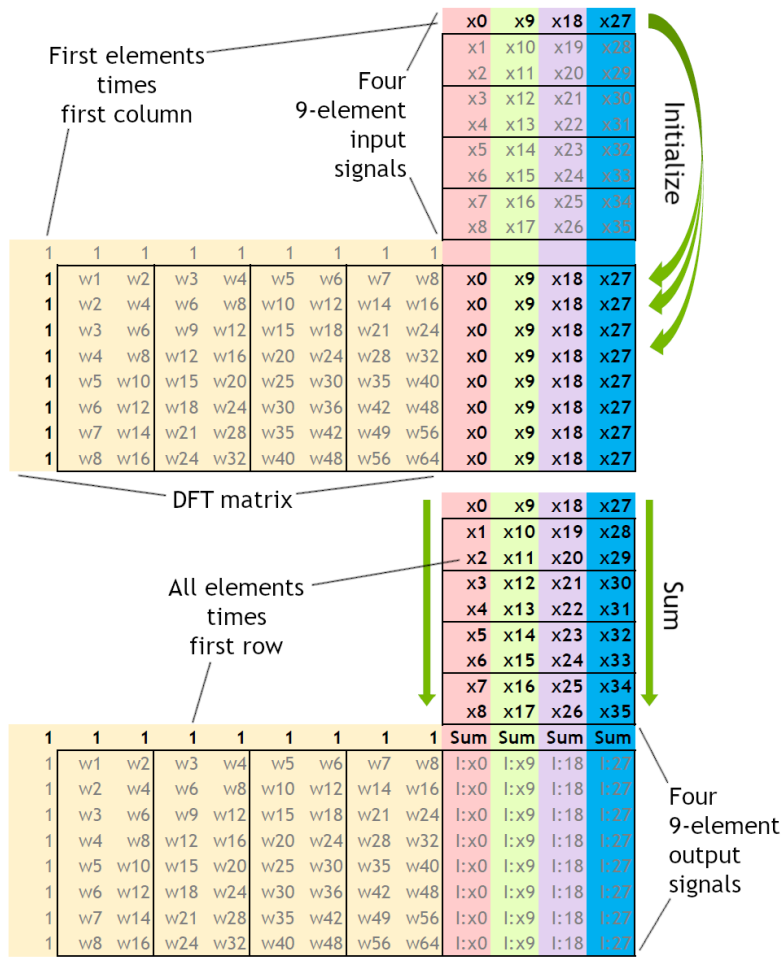 x0 x9 x18 x27
First elements
times
first column
Four
9-element
input
signals
x1 x10 x19 x28
x2 x11 x20 x29
x3 x12 x21 x30
x4 x13 x22 x31
x5 x14 x23 x32
x6 x15 x24 x33
x7 x16 x25 x34
x8 x17 x26 x35
Initialize
1 1 1 1 1 1 1 1 1
1 w1 w2 w3 w4 w5 w6 w7 w8 x0 x9 x18 x27
1 w2 w4 w6 w8 w10 w12 w14 w16 x0 x9 x18 x27
1 w3 w6 w9 w12 w15 w18 w21 w24 x0 x9 x18 x27
1 w4 w8 w12 w16 w20 w24 w28 w32 x0 x9 x18 x27
1 w5 w10 w15 w20 w25 w30 w35 w40 x0 x9 x18 x27
1 w6 w12 w18 w24 w30 w36 w42 w48 x0 x9 x18 x27
1 w7 w14 w21 w28 w35 w42 w49 w56 x0 x9 x18 x27
1 w8 w16 w24 w32 w40 w48 w56 w64 x0 x9 x18 x27
DFT matrix
x0 x9 x18 x27
x1 x10 x19 x28
x2 x11 x20 x29
x3 x12 x21 x30
x4 x13 x22 x31
x5 x14 x23 x32
x6 x15 x24 x33
x7 x16 x25 x34
x8 x17 x26 x35
Sum
All elements
times
first row
1 1 1 1 1 1 1 1 1 Sum Sum Sum Sum
1 w1 w2 w3 w4 w5 w6 w7 w8 I:x0 I:x9 I:18 I:27
1 w2 w4 w6 w8 w10 w12 w14 w16 I:x0 I:x9 I:18 I:27
1 w3 w6 w9 w12 w15 w18 w21 w24 I:x0 I:x9 I:18 I:27
1 w4 w8 w12 w16 w20 w24 w28 w32 I:x0 I:x9 I:18 I:27
1 w5 w10 w15 w20 w25 w30 w35 w40 I:x0 I:x9 I:18 I:27
1 w6 w12 w18 w24 w30 w36 w42 w48 I:x0 I:x9 I:18 I:27
1 w7 w14 w21 w28 w35 w42 w49 w56 I:x0 I:x9 I:18 I:27
1 w8 w16 w24 w32 w40 w48 w56 w64 I:x0 I:x9 I:18 I:27
Four
9-element
output
signals